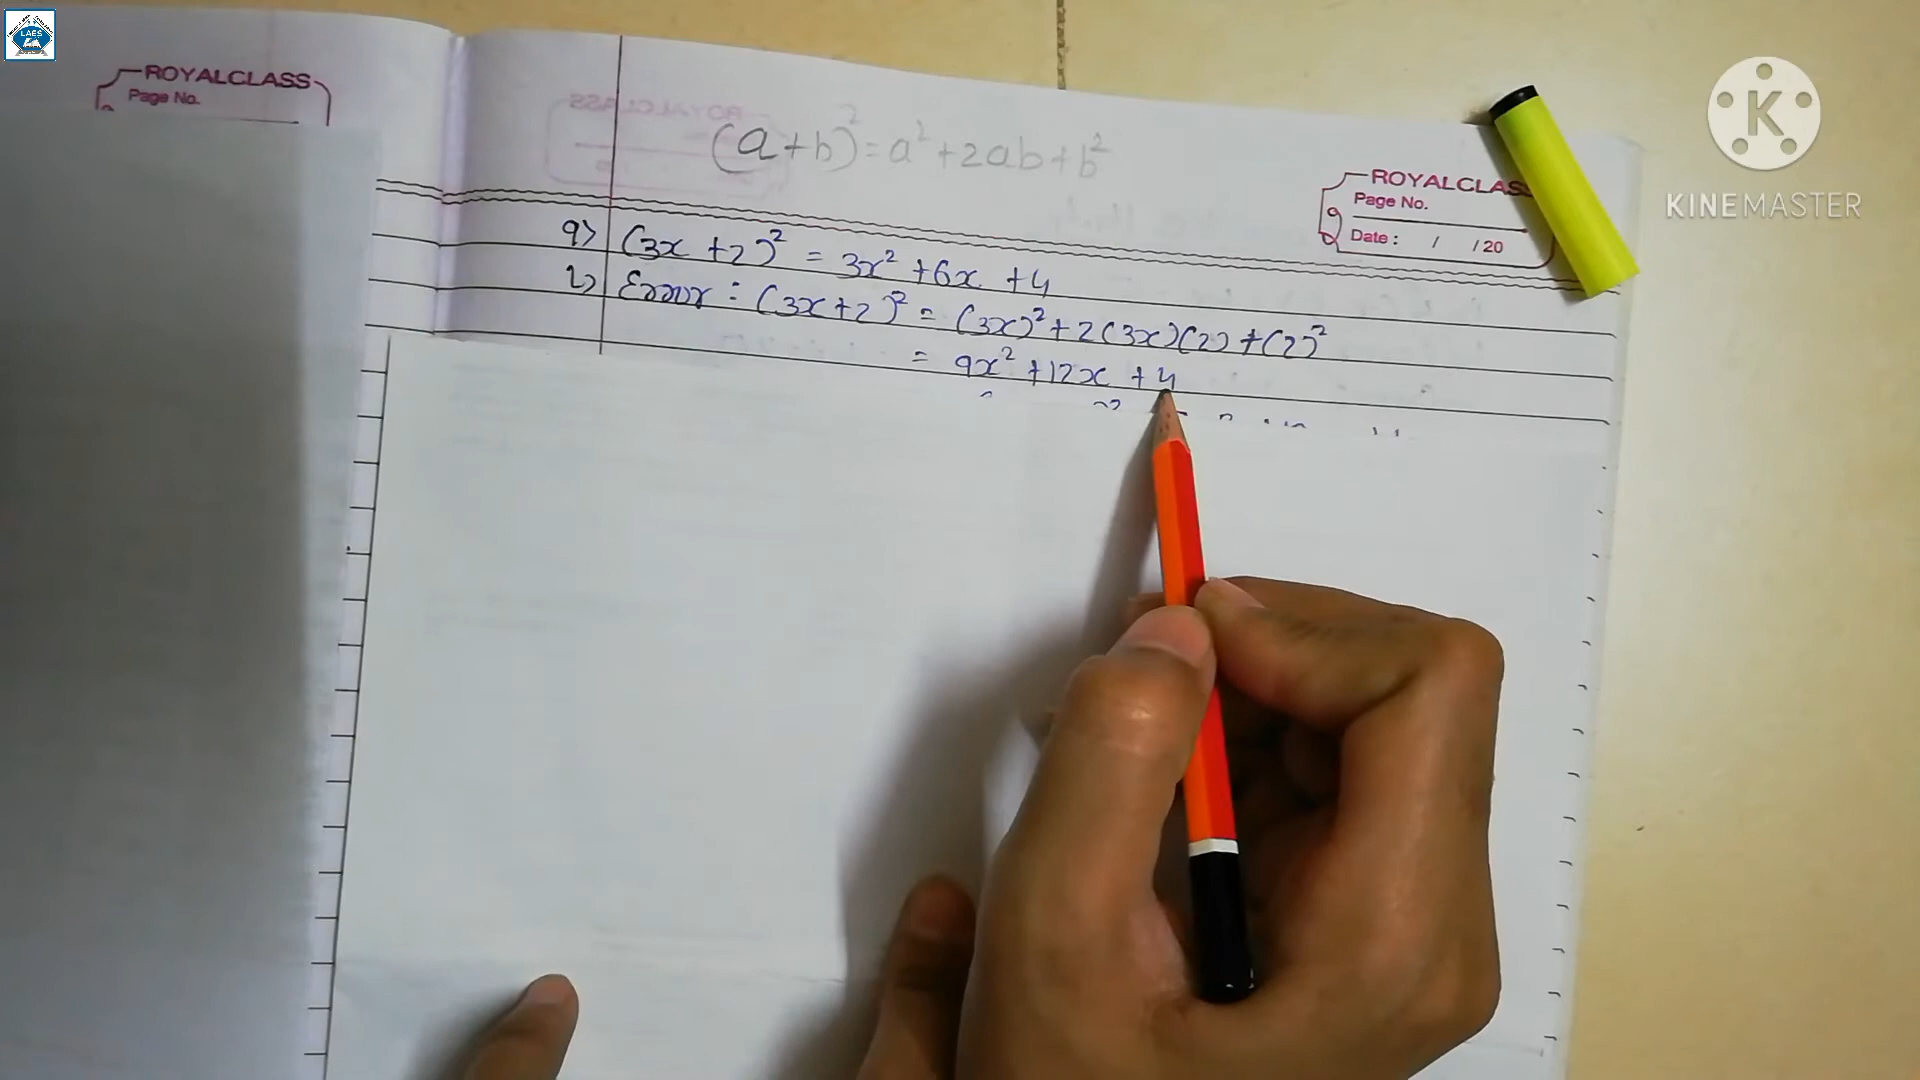 LAES
ROYALCLASS
Page No.
(a+b)² = a² + 2ab + b²
ROYALCLASS
Page No.
Date : / / 20
K
KINEMASTER
9) (3x + 2)² = 3x² + 6x + 4
→ Error : (3x + 2)² = (3x)² + 2(3x)(2) + (2)²
= 9x² + 12x + 4